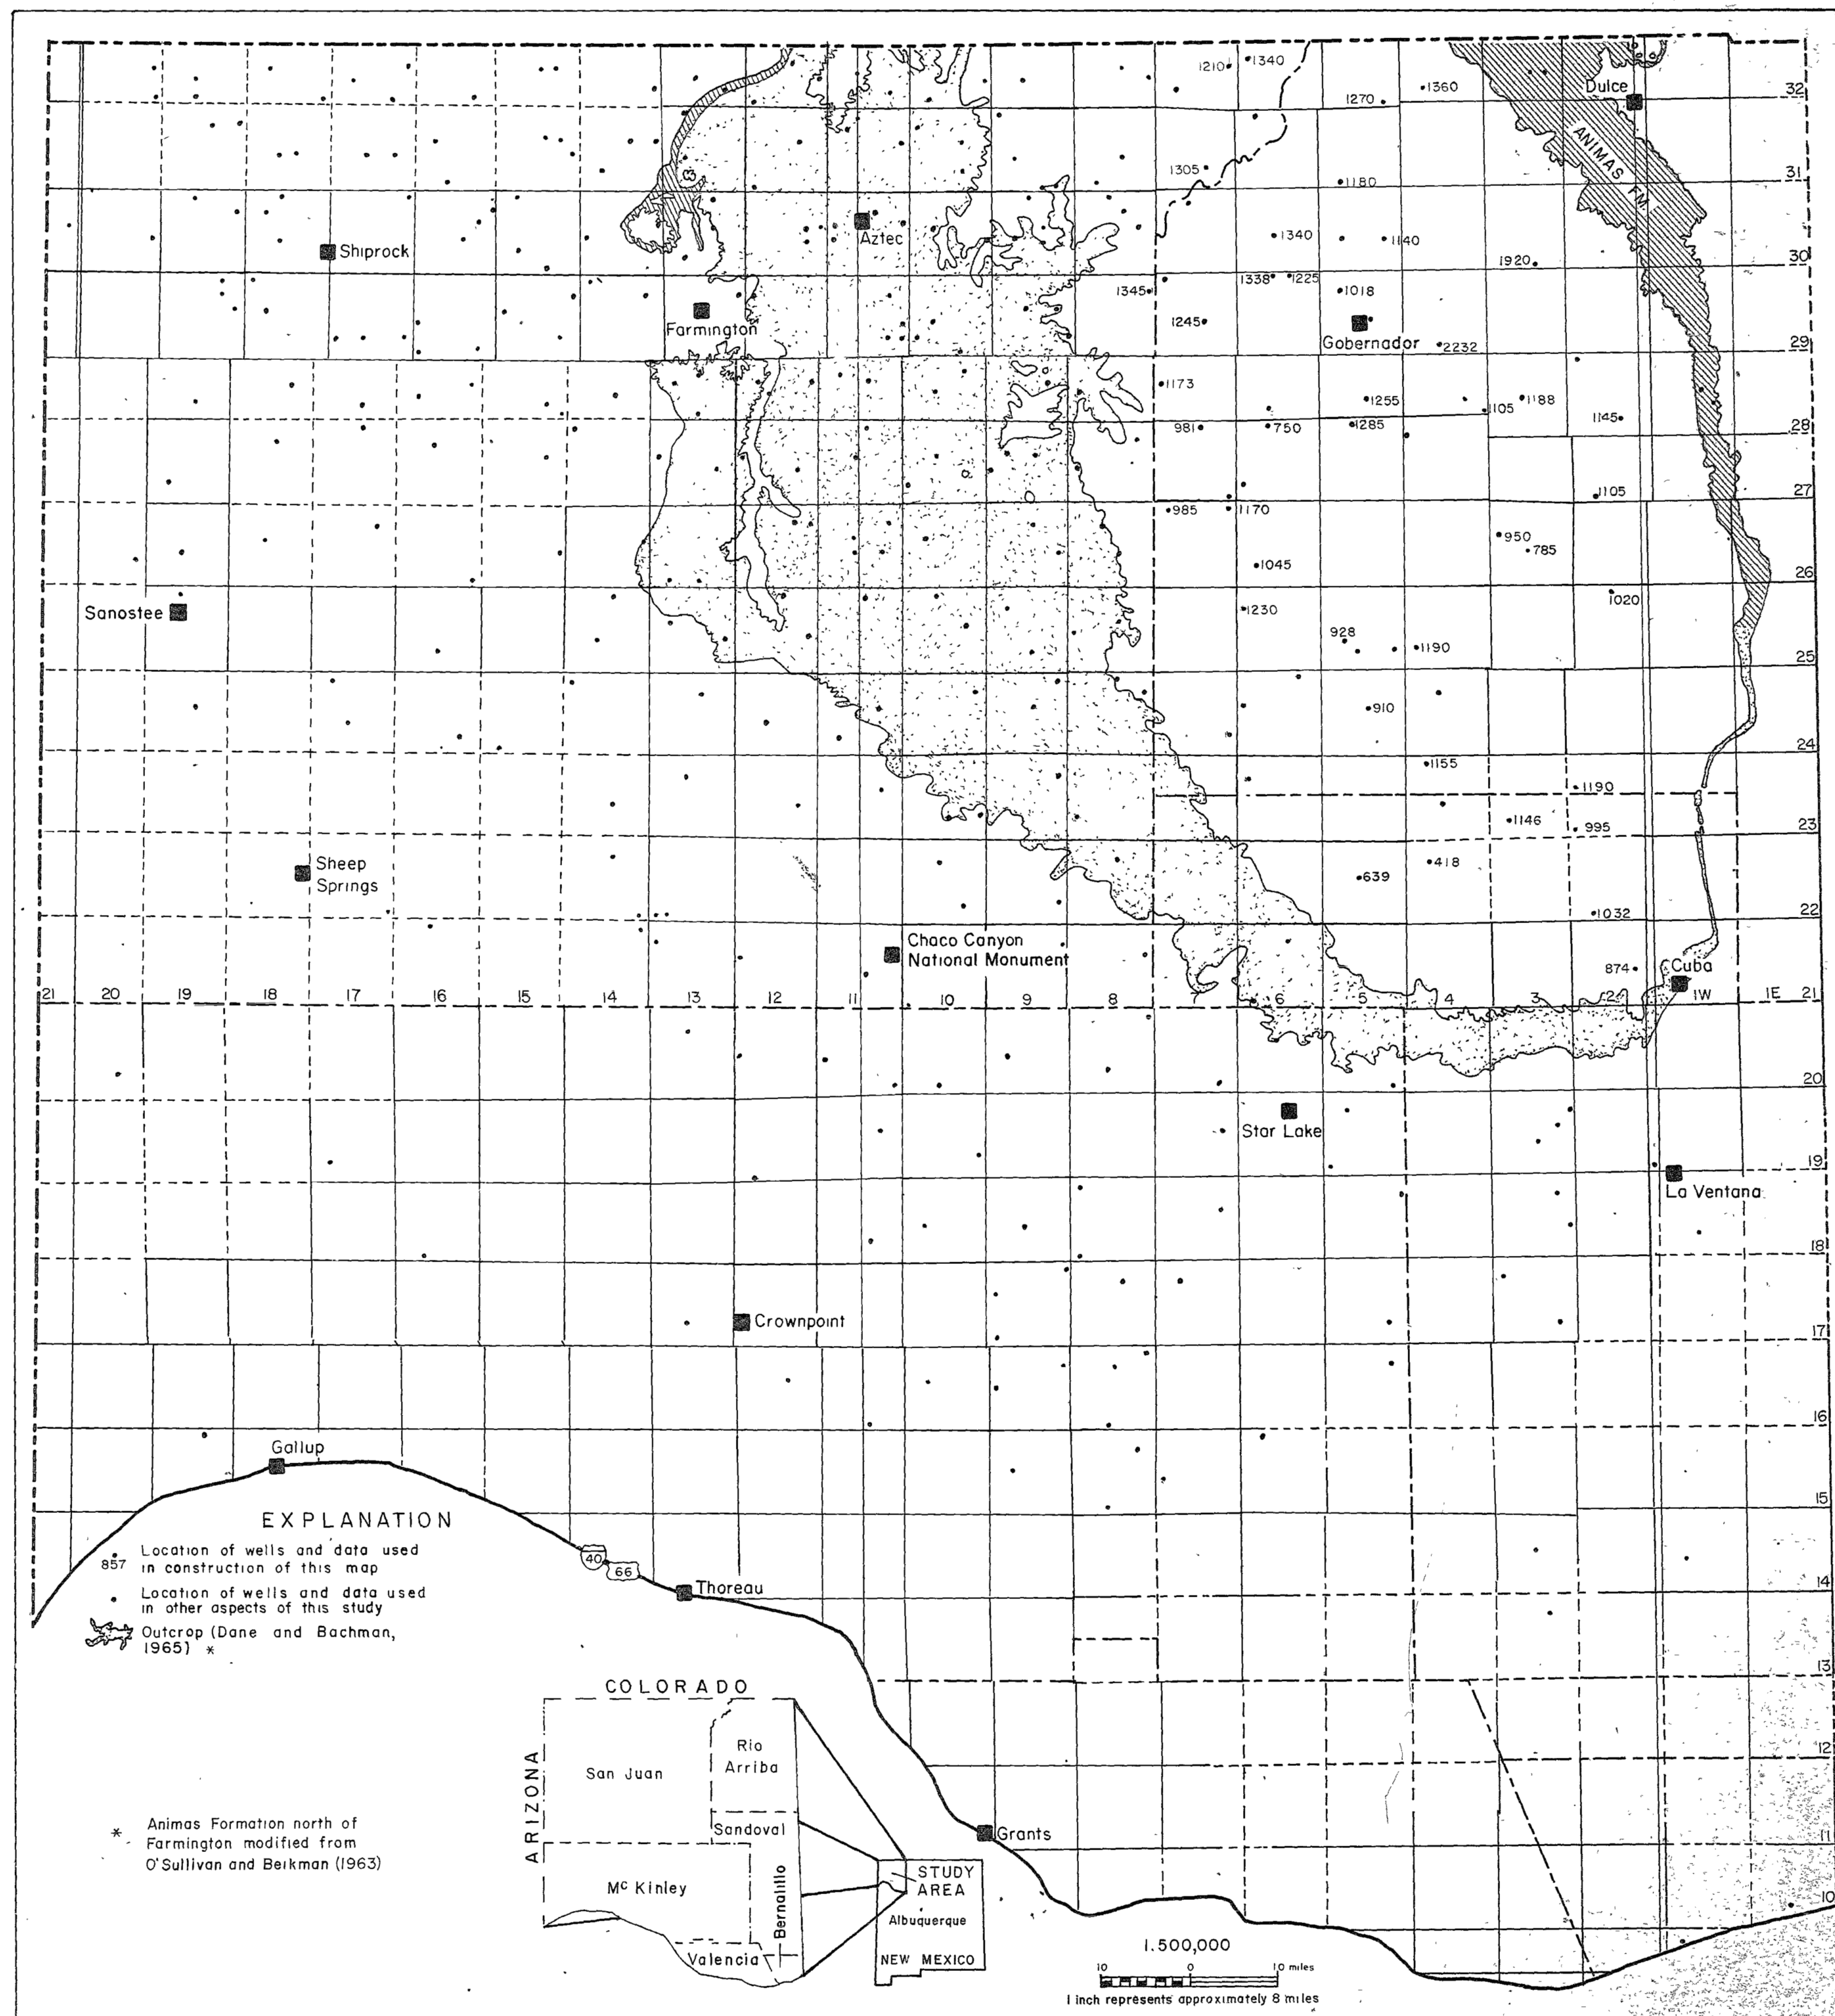 1210
1340
1270
1360
Dulce
32
ANIMAS FM
1305
1180
31
Shiprock
Aztec
1340
1140
1920
30
1345
1338
1225
1018
Farmington
1245
Gobernador
2232
29
1173
1255
1105
1188
1145
981
750
1285
28
985
1170
1105
27
950
785
1045
26
Sanostee
1230
1020
928
1190
25
910
24
1155
1190
1146
995
23
Sheep
Springs
639
418
1032
22
Chaco Canyon
National Monument
874
Cuba
21 20 19 18 17 16 15 14 13 12 11 10 9 8 7 6 5 4 3 2 1W 1E 21
20
Star Lake
19
La Ventana
18
Crownpoint
17
16
Gallup
15
EXPLANATION
857 Location of wells and data used
in construction of this map
Location of wells and data used
in other aspects of this study
Outcrop (Dane and Bachman,
1965) *
40
66
Thoreau
14
13
COLORADO
ARIZONA
San Juan
Rio
Arriba
Sandoval
Mc Kinley
Bernalillo
Valencia
12
* Animas Formation north of
Farmington modified from
O'Sullivan and Beikman (1963)
Grants
11
STUDY
AREA
Albuquerque
NEW MEXICO
10
1:500,000
10 0 10 miles
1 inch represents approximately 8 miles